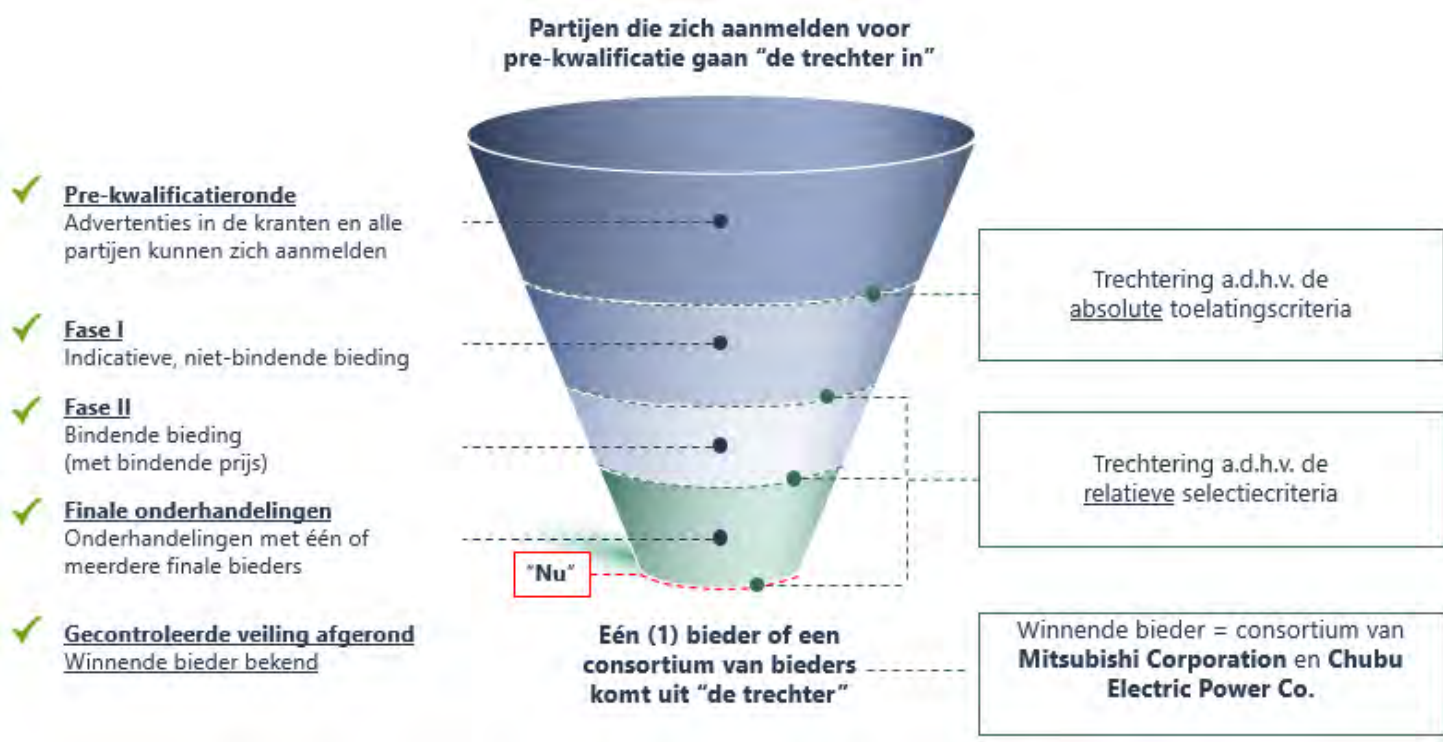 Partijen die zich aanmelden voor
pre-kwalificatie gaan “de trechter in”
Pre-kwalificatieronde
Advertenties in de kranten en alle
partijen kunnen zich aanmelden
Fase I
Indicatieve, niet-bindende bieding
Fase II
Bindende bieding
(met bindende prijs)
Finale onderhandelingen
Onderhandelingen met één of
meerdere finale bieders
Gecontroleerde veiling afgerond
Winnende bieder bekend
"Nu"
Eén (1) bieder of een
consortium van bieders
komt uit “de trechter”
Trechtering a.d.h.v. de
absolute toelatingscriteria
Trechtering a.d.h.v. de
relatieve selectiecriteria
Winnende bieder = consortium van
Mitsubishi Corporation en Chubu
Electric Power Co.